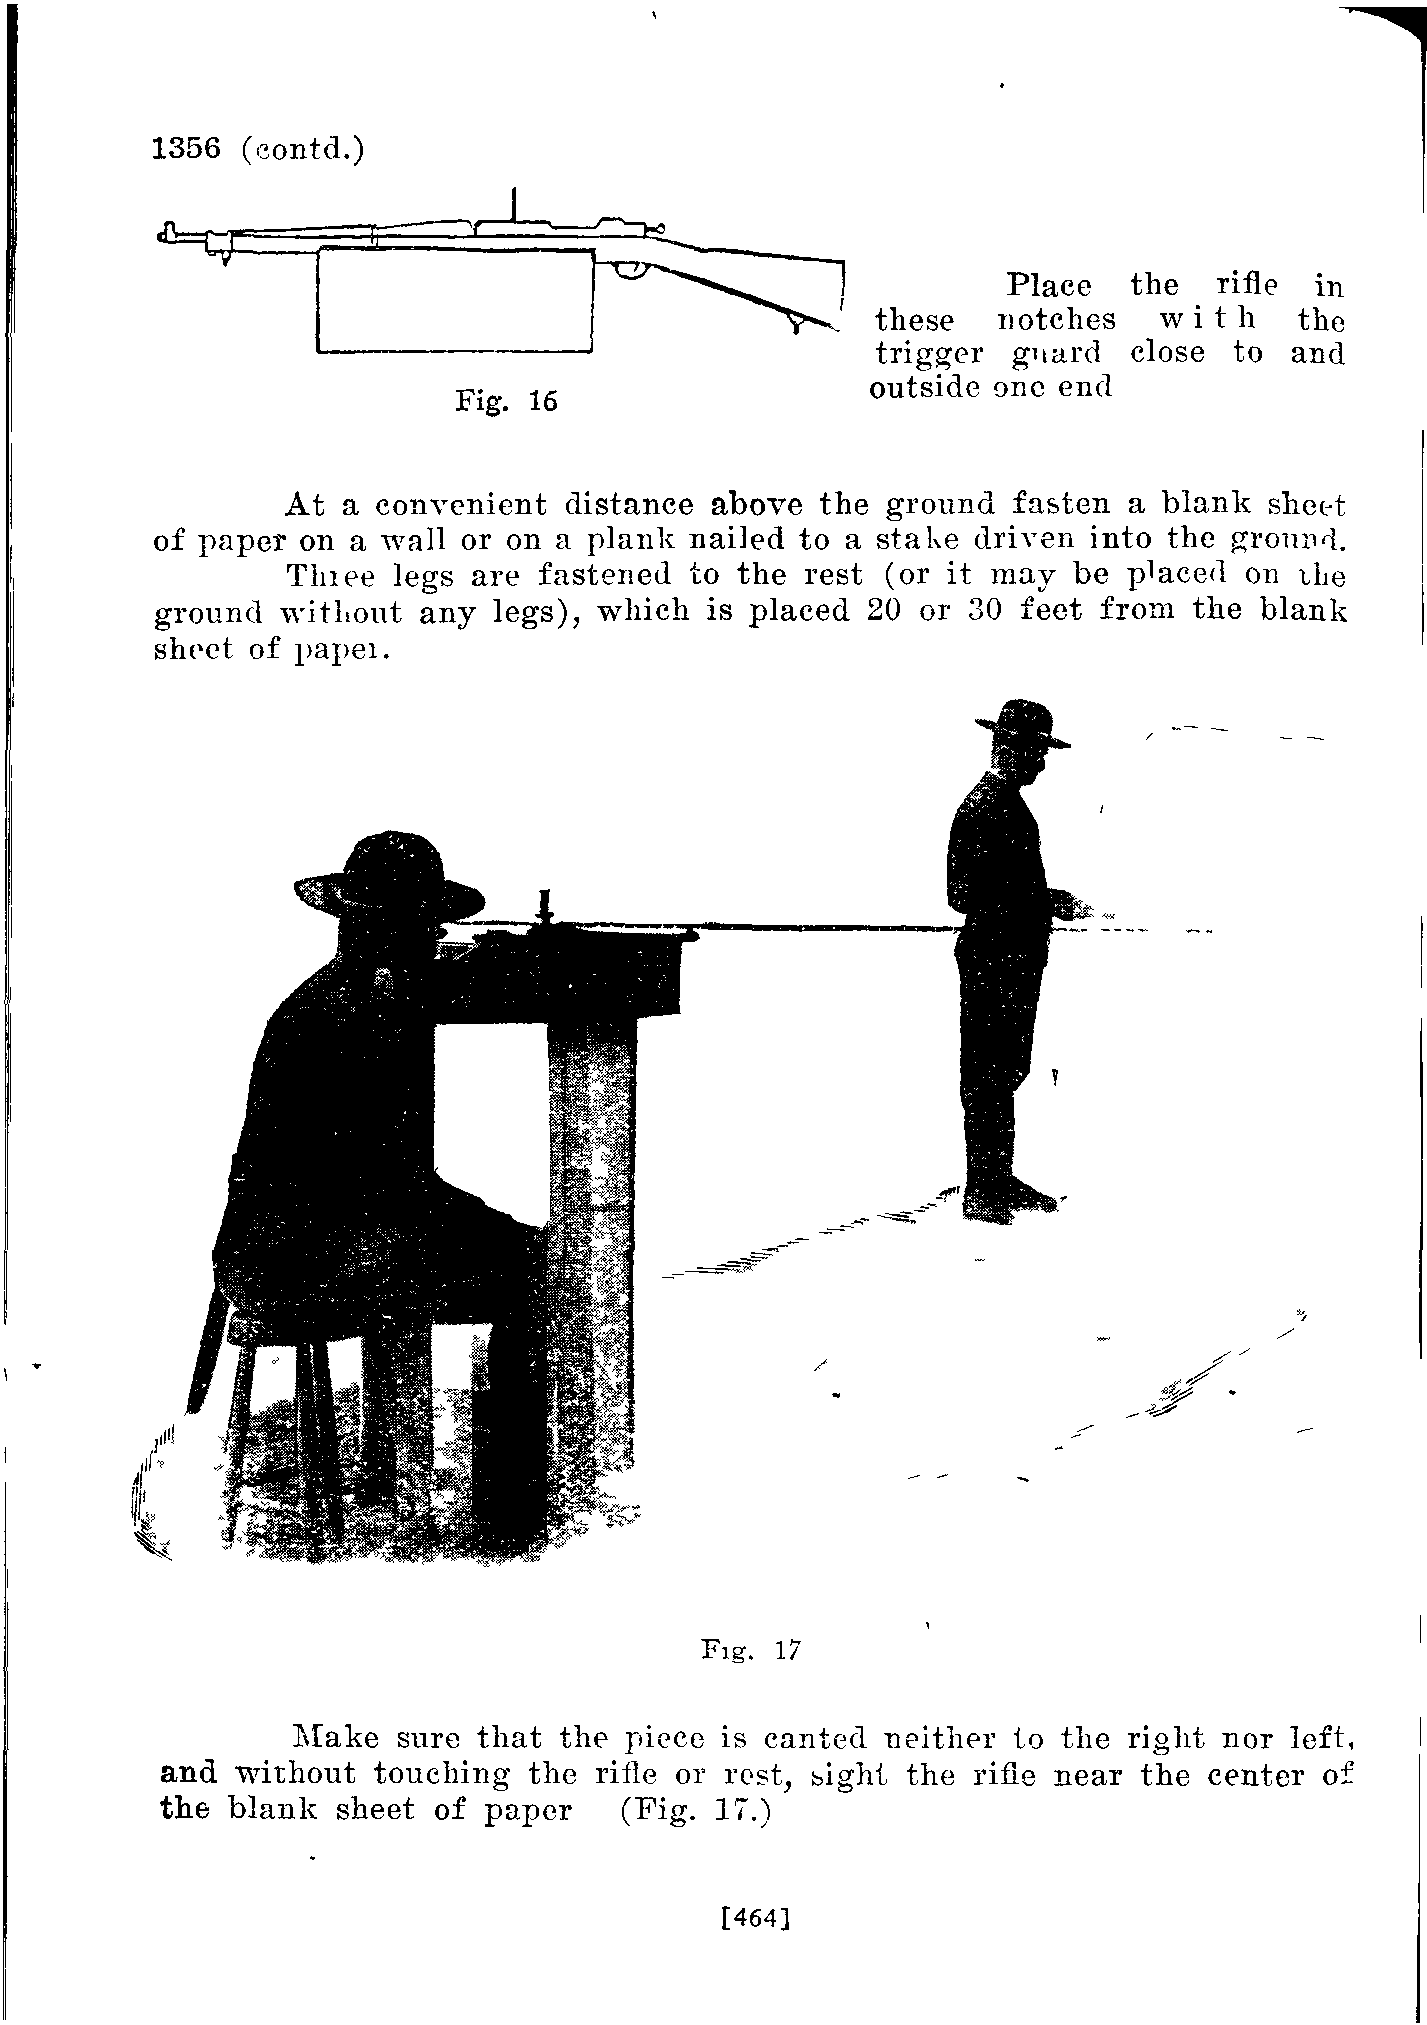 1356 (contd.)
Place the rifle in
these notches with the
trigger guard close to and
outside one end
Fig. 16
At a convenient distance above the ground fasten a blank sheet
of paper on a wall or on a plank nailed to a stake driven into the ground.
Three legs are fastened to the rest (or it may be placed on the
ground without any legs), which is placed 20 or 30 feet from the blank
sheet of paper.
Fig. 17
Make sure that the piece is canted neither to the right nor left,
and without touching the rifle or rest, sight the rifle near the center of
the blank sheet of paper (Fig. 17.)
[464]